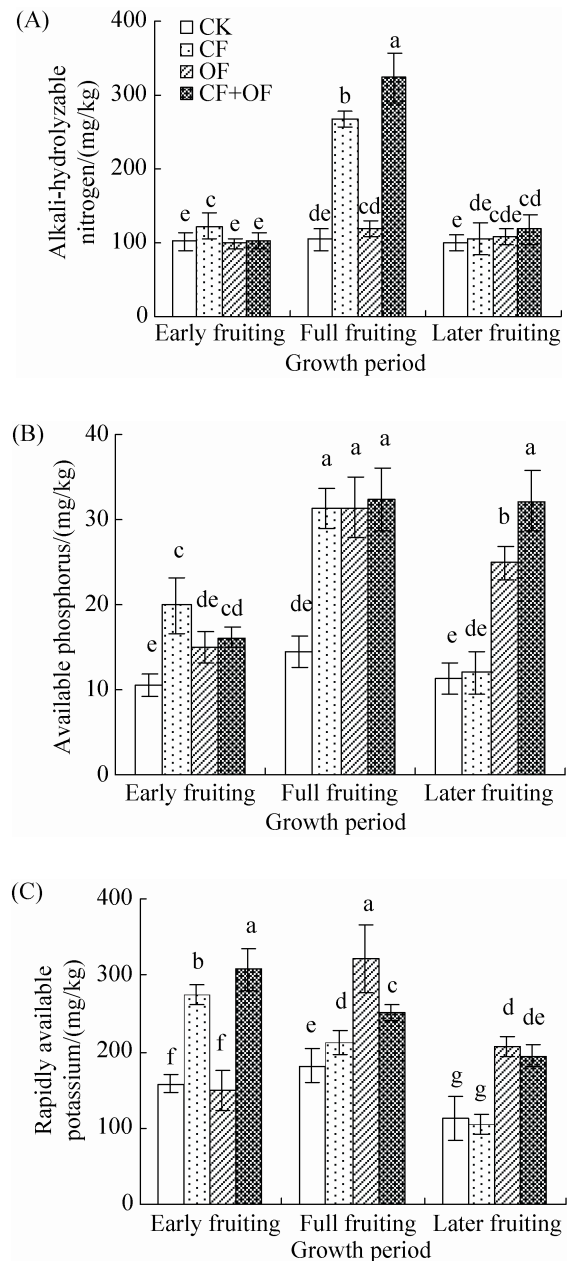 (A)
Alkali-hydrolyzable
nitrogen/(mg/kg)
400
300
200
100
0
CK
CF
OF
CF+OF
e c e e
de b cd a
e de cde cd
Early fruiting Full fruiting Later fruiting
Growth period
(B)
Available phosphorus/(mg/kg)
40
30
20
10
0
e c de cd
de a a a
e de b a
Early fruiting Full fruiting Later fruiting
Growth period
(C)
Rapidly available
potassium/(mg/kg)
400
300
200
100
0
f b f a
e d a c
g g d de
Early fruiting Full fruiting Later fruiting
Growth period